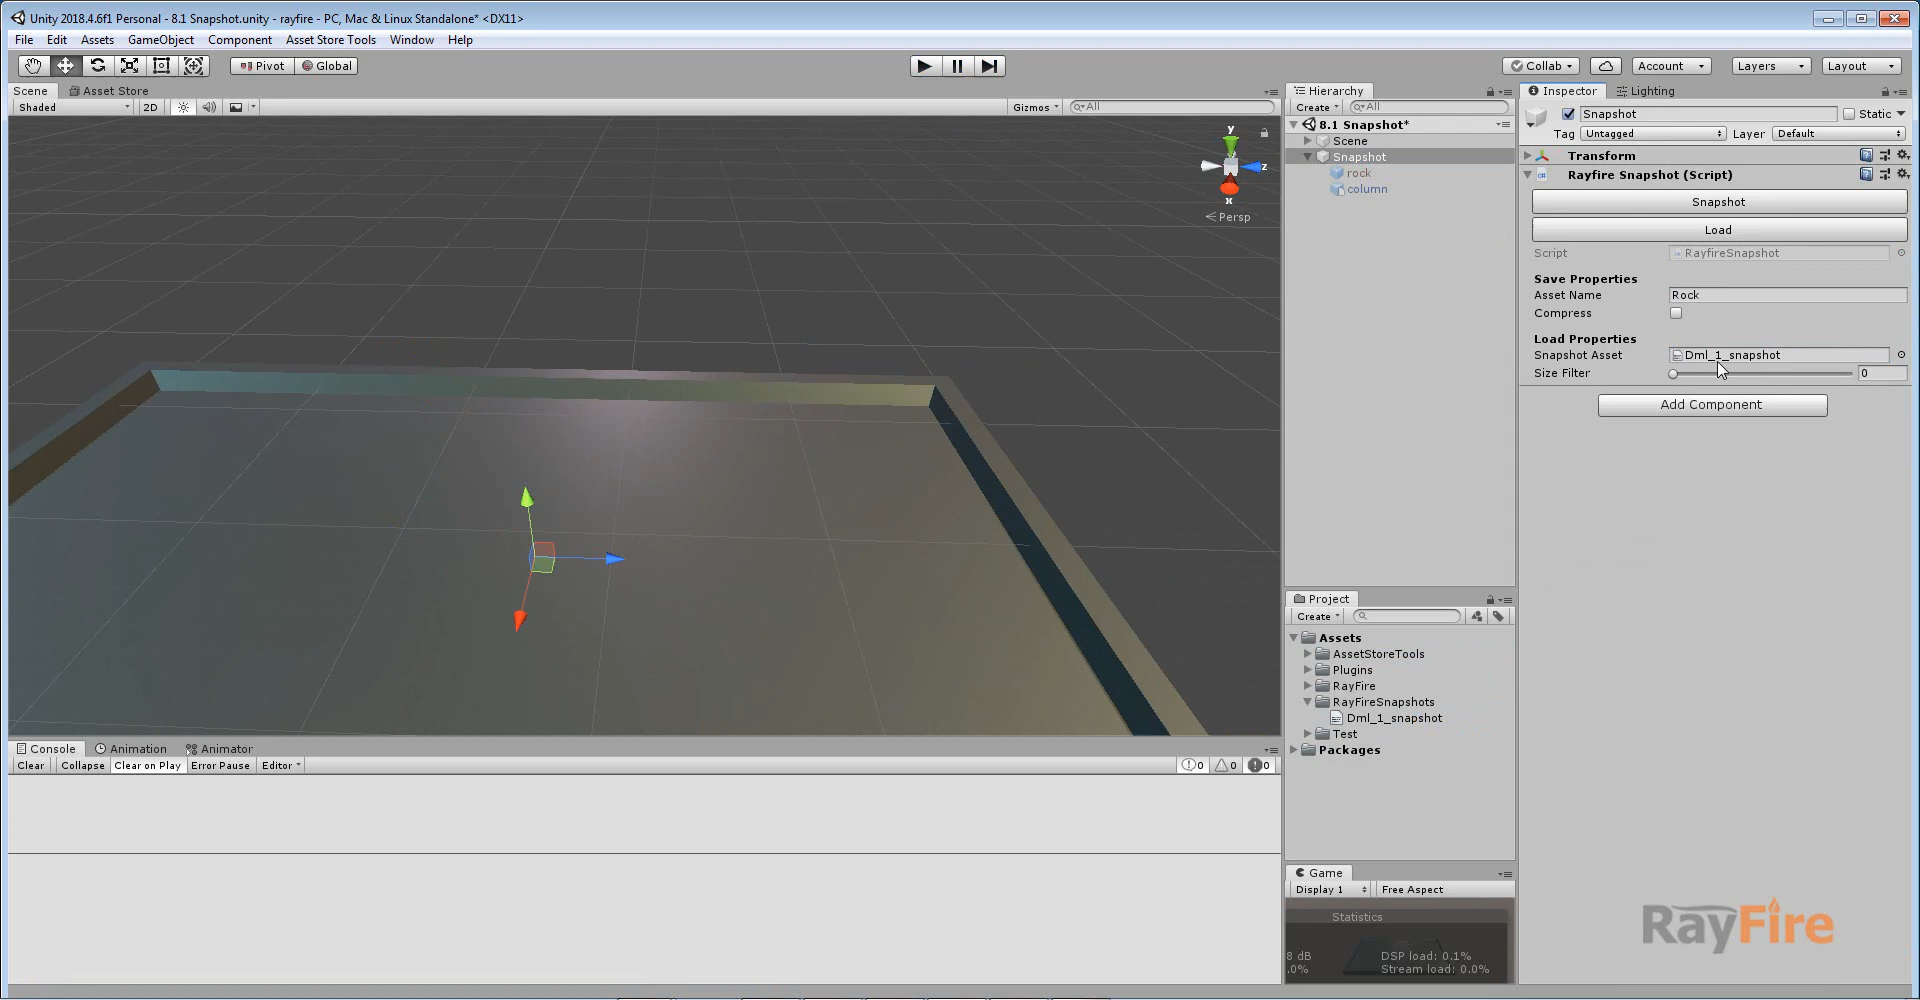 Unity 2018.4.6f1 Personal - 8.1 Snapshot.unity - rayfire - PC, Mac & Linux Standalone* <DX11>
File Edit Assets GameObject Component Asset Store Tools Window Help
Pivot Global Collab Account Layers Layout
Scene Asset Store
Shaded 2D Gizmos All
y
z
x
Persp
Hierarchy
Create All
8.1 Snapshot*
Scene
Snapshot
rock
column
Inspector Lighting
Snapshot Static
Tag Untagged Layer Default
Transform
Rayfire Snapshot (Script)
Snapshot
Load
Script RayfireSnapshot
Save Properties
Asset Name Rock
Compress
Load Properties
Snapshot Asset Dml_1_snapshot
Size Filter 0
Add Component
Project
Create
Assets
AssetStoreTools
Plugins
RayFire
RayFireSnapshots
Dml_1_snapshot
Test
Packages
Console Animation Animator
Clear Collapse Clear on Play Error Pause Editor 0 0 0
Game
Display 1 Free Aspect
Statistics
8 dB DSP load: 0.1%
.0% Stream load: 0.0%
RayFire